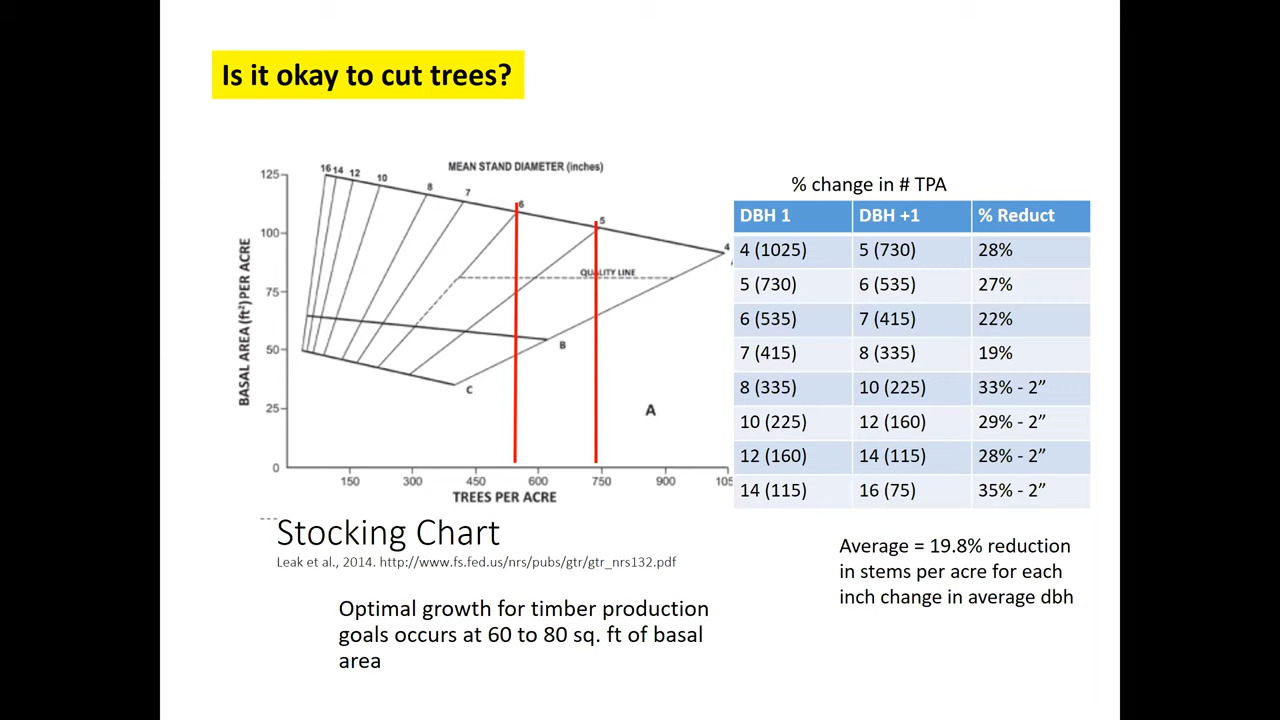 Is it okay to cut trees?
MEAN STAND DIAMETER (inches)
16 14 12 10 8 7 6 5 4
125
100
75
50
25
0
BASAL AREA (ft²) PER ACRE
QUALITY LINE
B
C
A
150 300 450 600 750 900 105
TREES PER ACRE
% change in # TPA
DBH 1 DBH +1 % Reduct
4 (1025) 5 (730) 28%
5 (730) 6 (535) 27%
6 (535) 7 (415) 22%
7 (415) 8 (335) 19%
8 (335) 10 (225) 33% - 2”
10 (225) 12 (160) 29% - 2”
12 (160) 14 (115) 28% - 2”
14 (115) 16 (75) 35% - 2”
Stocking Chart
Leak et al., 2014. http://www.fs.fed.us/nrs/pubs/gtr/gtr_nrs132.pdf
Average = 19.8% reduction
in stems per acre for each
inch change in average dbh
Optimal growth for timber production
goals occurs at 60 to 80 sq. ft of basal
area